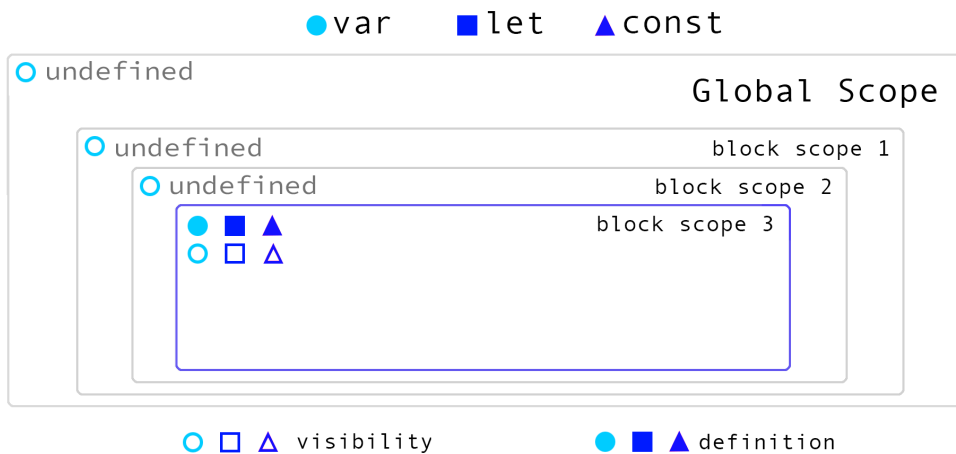 var let const
undefined
Global Scope
undefined
block scope 1
undefined
block scope 2
block scope 3
visibility definition